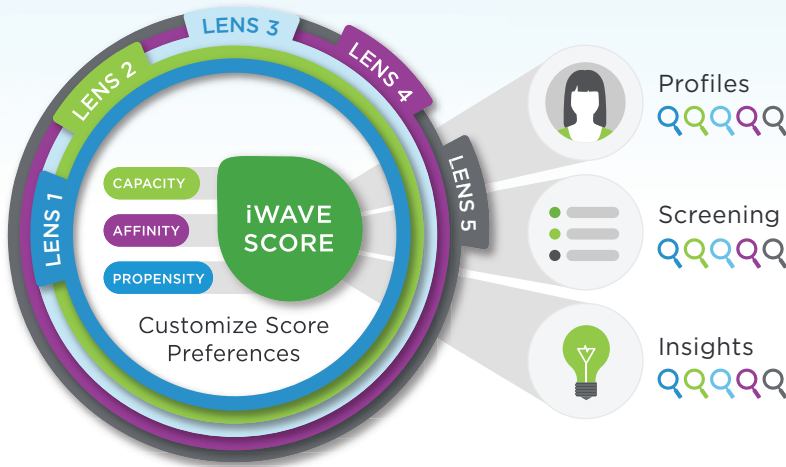 LENS 1
LENS 2
LENS 3
LENS 4
LENS 5
CAPACITY
AFFINITY
PROPENSITY
iWAVE
SCORE
Customize Score
Preferences
Profiles
Screening
Insights